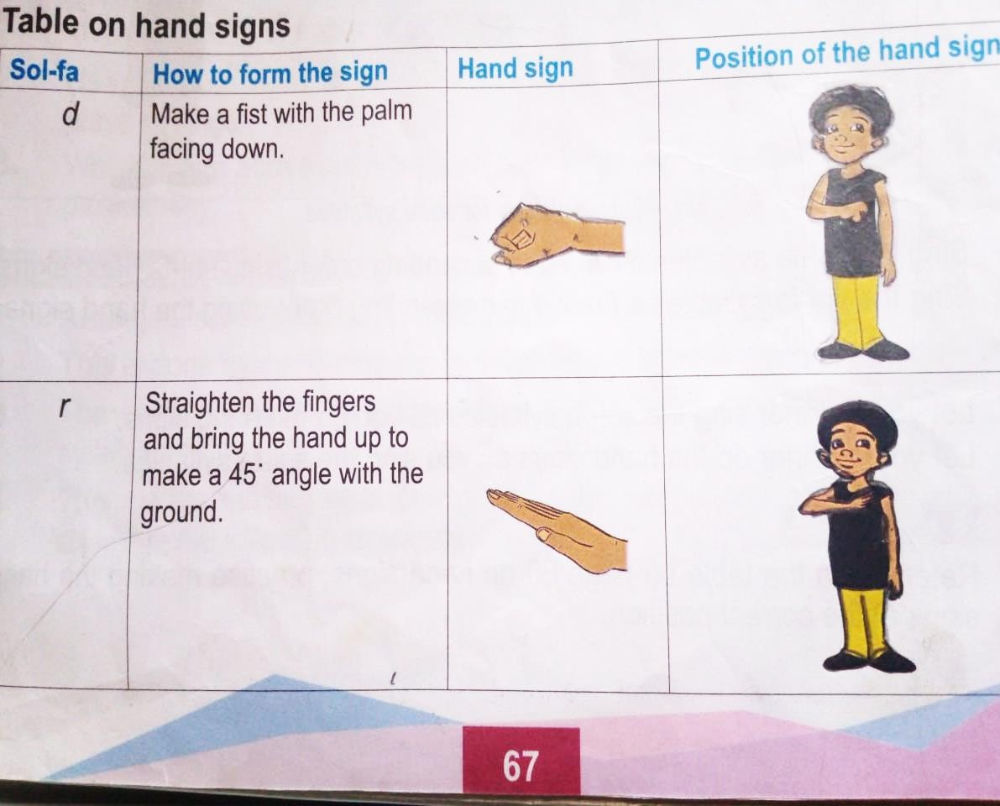 Table on hand signs
Sol-fa How to form the sign Hand sign Position of the hand sign
d Make a fist with the palm
facing down.
r Straighten the fingers
and bring the hand up to
make a 45° angle with the
ground.
67